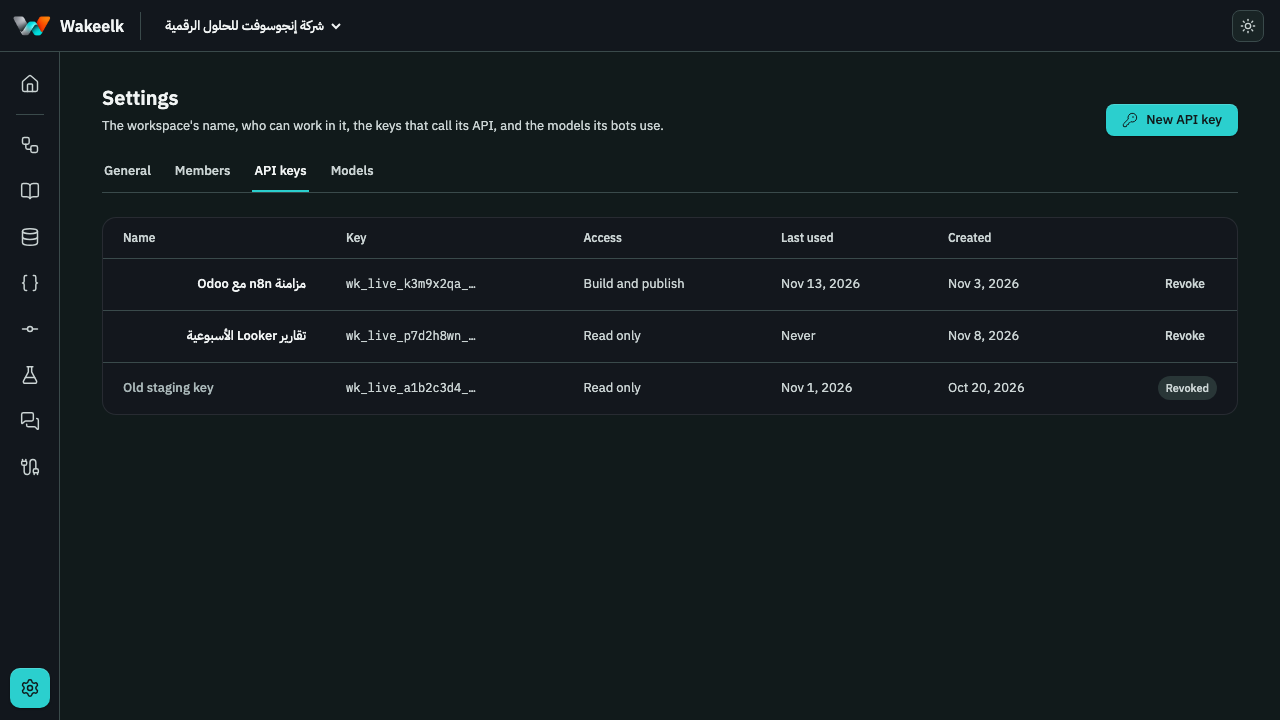 Wakeelk
شركة إنجوسوفت للحلول الرقمية
Settings
The workspace's name, who can work in it, the keys that call its API, and the models its bots use.
New API key
General Members API keys Models
Name Key Access Last used Created
مزامنة n8n مع Odoo wk_live_k3m9x2qa_… Build and publish Nov 13, 2026 Nov 3, 2026 Revoke
تقارير Looker الأسبوعية wk_live_p7d2h8wn_… Read only Never Nov 8, 2026 Revoke
Old staging key wk_live_a1b2c3d4_… Read only Nov 1, 2026 Oct 20, 2026 Revoked